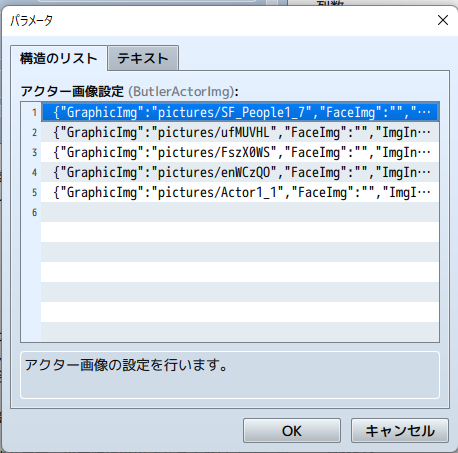 列数
パラメータ
構造のリスト テキスト
アクター画像設定 (ButlerActorImg):
1 {"GraphicImg":"pictures/SF_People1_7","FaceImg":"","…
2 {"GraphicImg":"pictures/ufMUVHL","FaceImg":"","ImgIn…
3 {"GraphicImg":"pictures/FszX0WS","FaceImg":"","ImgIn…
4 {"GraphicImg":"pictures/enWCzQO","FaceImg":"","ImgIn…
5 {"GraphicImg":"pictures/Actor1_1","FaceImg":"","ImgI…
6
アクター画像の設定を行います。
OK キャンセル